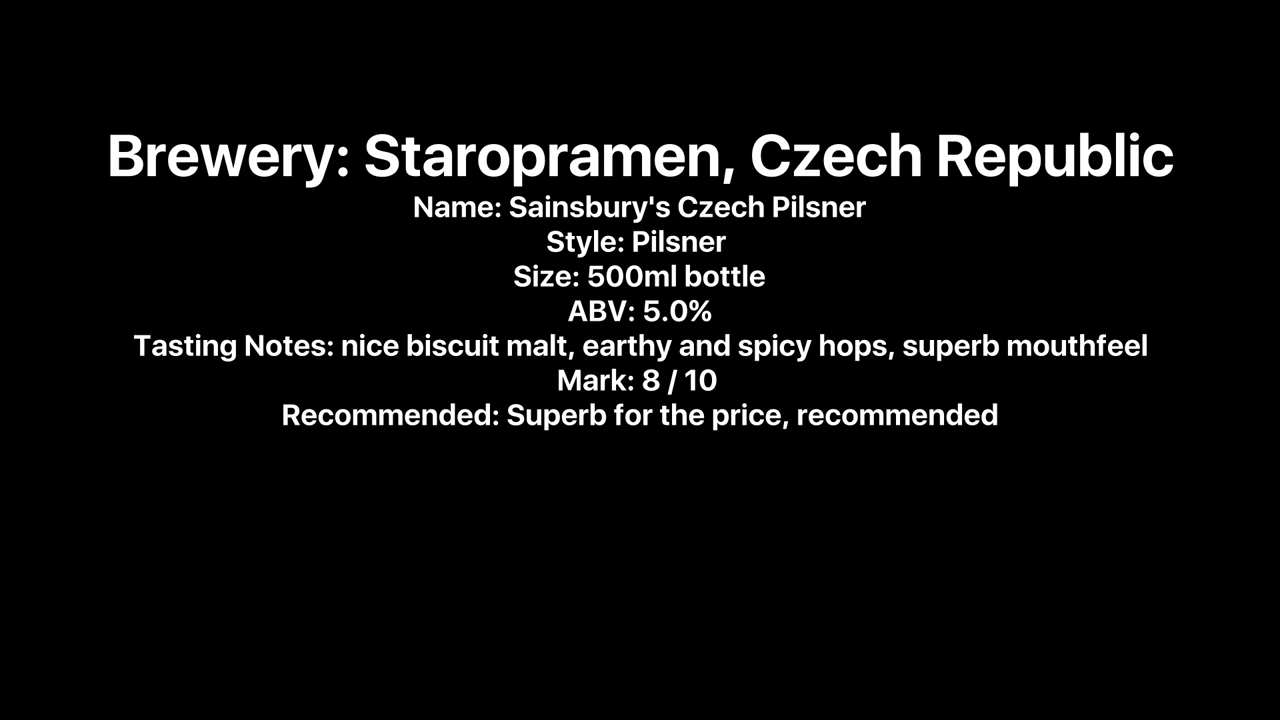 Brewery: Staropramen, Czech Republic
Name: Sainsbury's Czech Pilsner
Style: Pilsner
Size: 500ml bottle
ABV: 5.0%
Tasting Notes: nice biscuit malt, earthy and spicy hops, superb mouthfeel
Mark: 8 / 10
Recommended: Superb for the price, recommended